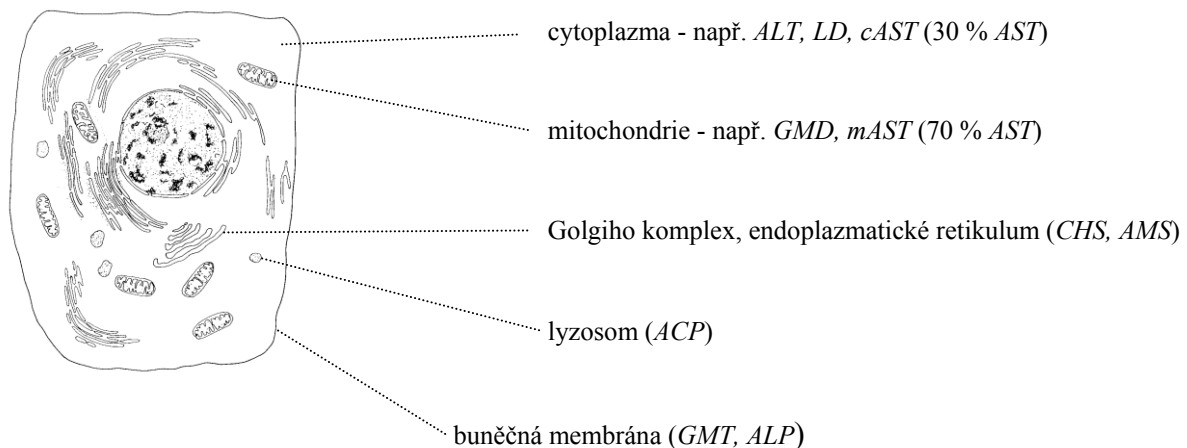 cytoplazma - např. ALT, LD, cAST (30 % AST)
mitochondrie - např. GMD, mAST (70 % AST)
Golgiho komplex, endoplazmatické retikulum (CHS, AMS)
lyzosom (ACP)
buněčná membrána (GMT, ALP)